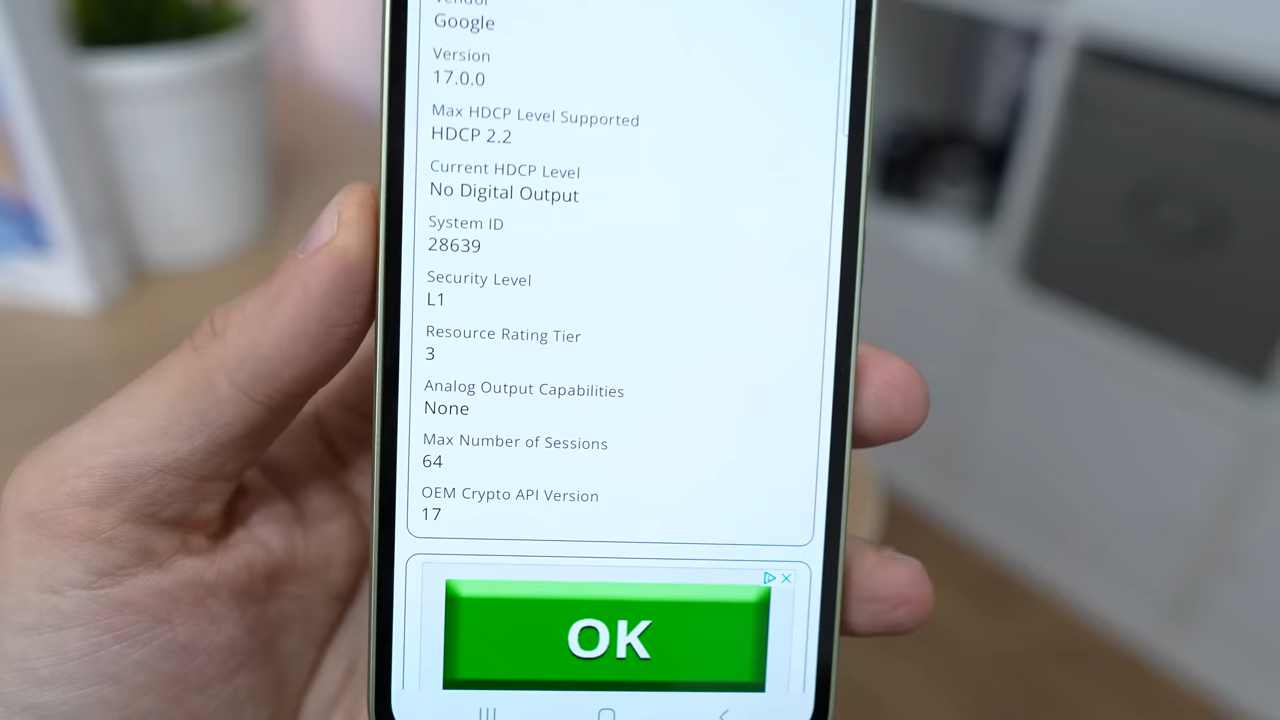 Vendor
Google
Version
17.0.0
Max HDCP Level Supported
HDCP 2.2
Current HDCP Level
No Digital Output
System ID
28639
Security Level
L1
Resource Rating Tier
3
Analog Output Capabilities
None
Max Number of Sessions
64
OEM Crypto API Version
17
OK